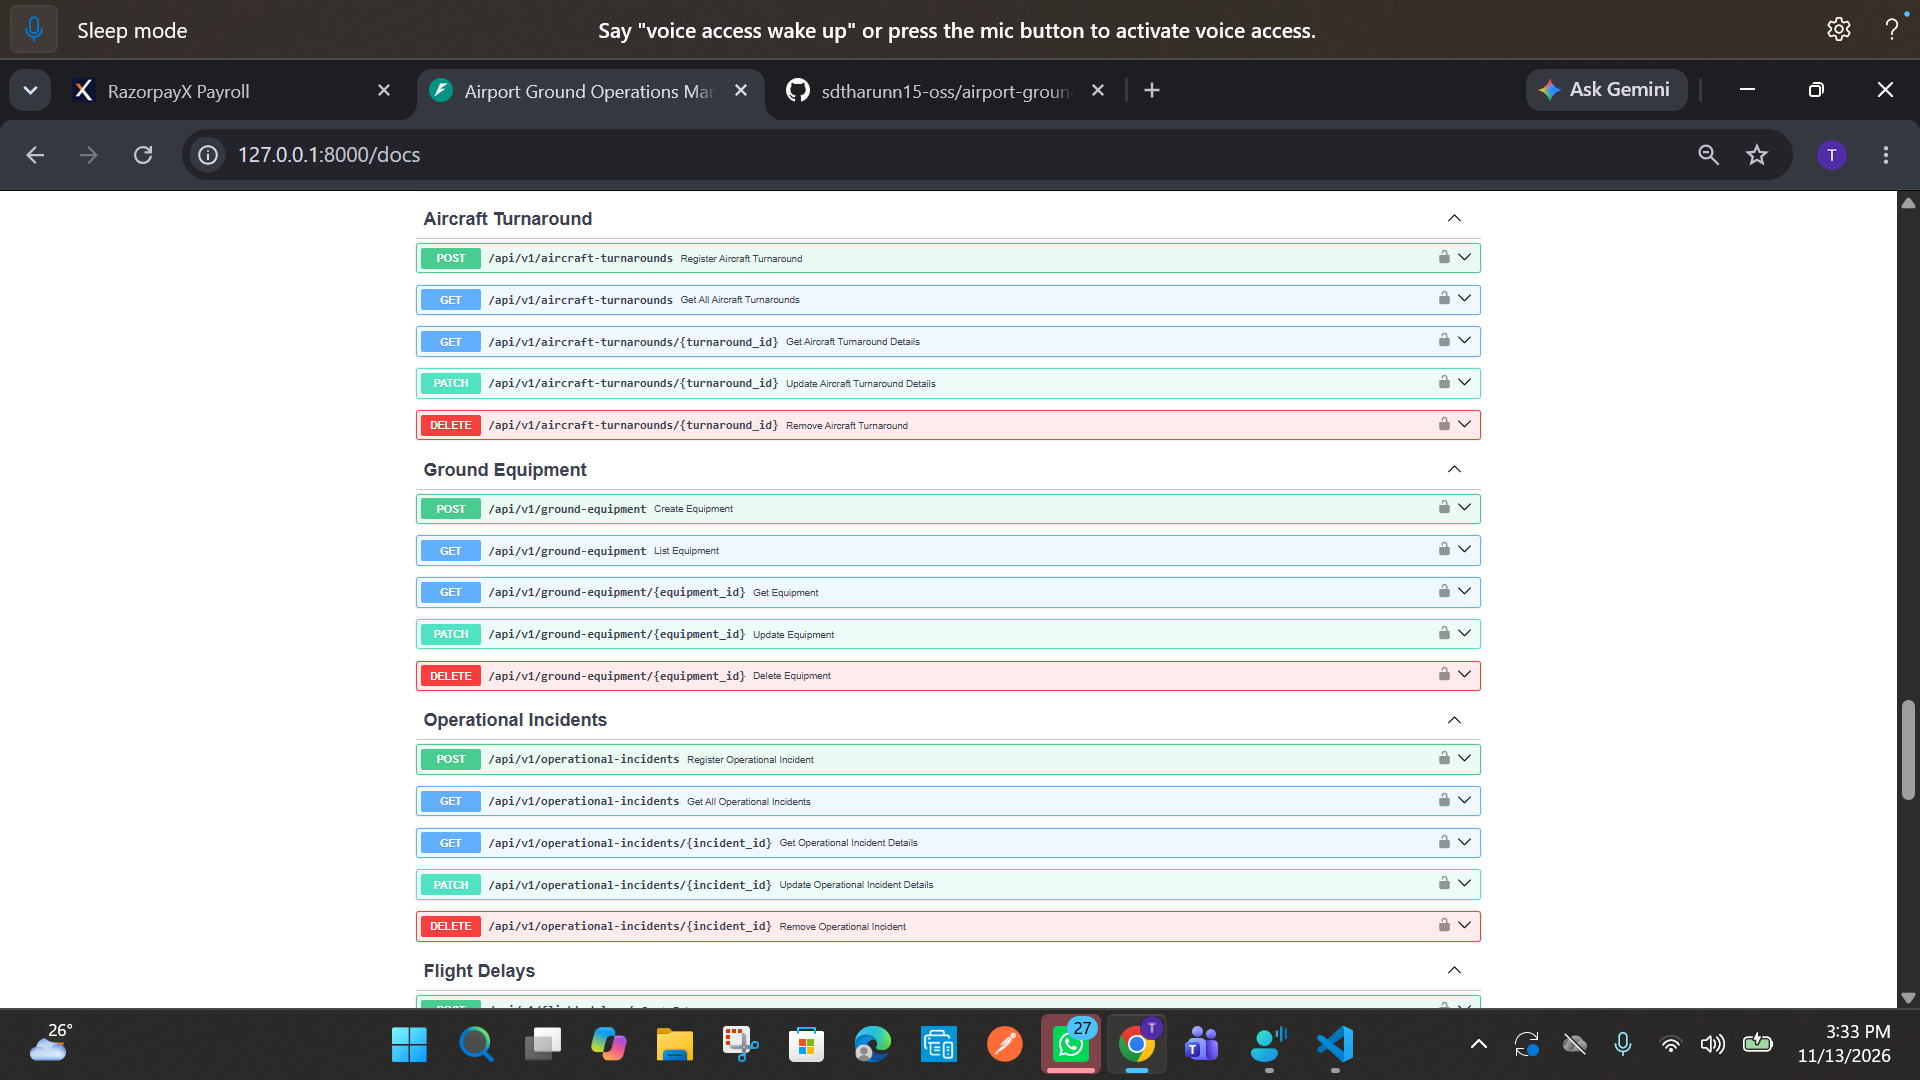 Sleep mode
Say "voice access wake up" or press the mic button to activate voice access.
RazorpayX Payroll
Airport Ground Operations Mar
sdtharunn15-oss/airport-groun
Ask Gemini
127.0.0.1:8000/docs
T
Aircraft Turnaround
POST /api/v1/aircraft-turnarounds Register Aircraft Turnaround
GET /api/v1/aircraft-turnarounds Get All Aircraft Turnarounds
GET /api/v1/aircraft-turnarounds/{turnaround_id} Get Aircraft Turnaround Details
PATCH /api/v1/aircraft-turnarounds/{turnaround_id} Update Aircraft Turnaround Details
DELETE /api/v1/aircraft-turnarounds/{turnaround_id} Remove Aircraft Turnaround
Ground Equipment
POST /api/v1/ground-equipment Create Equipment
GET /api/v1/ground-equipment List Equipment
GET /api/v1/ground-equipment/{equipment_id} Get Equipment
PATCH /api/v1/ground-equipment/{equipment_id} Update Equipment
DELETE /api/v1/ground-equipment/{equipment_id} Delete Equipment
Operational Incidents
POST /api/v1/operational-incidents Register Operational Incident
GET /api/v1/operational-incidents Get All Operational Incidents
GET /api/v1/operational-incidents/{incident_id} Get Operational Incident Details
PATCH /api/v1/operational-incidents/{incident_id} Update Operational Incident Details
DELETE /api/v1/operational-incidents/{incident_id} Remove Operational Incident
Flight Delays
26°
27
T
3:33 PM
11/13/2026